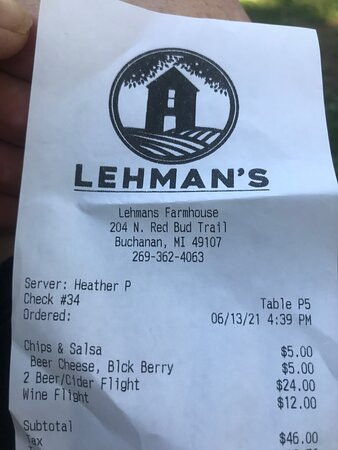 LEHMAN'S
Lehmans Farmhouse
204 N. Red Bud Trail
Buchanan, MI 49107
269-362-4063
Server: Heather P
Check #34 Table P5
Ordered: 06/13/21 4:39 PM
Chips & Salsa $5.00
Beer Cheese, Blck Berry $5.00
2 Beer/Cider Flight $24.00
Wine Flight $12.00
Subtotal $46.00
Tax